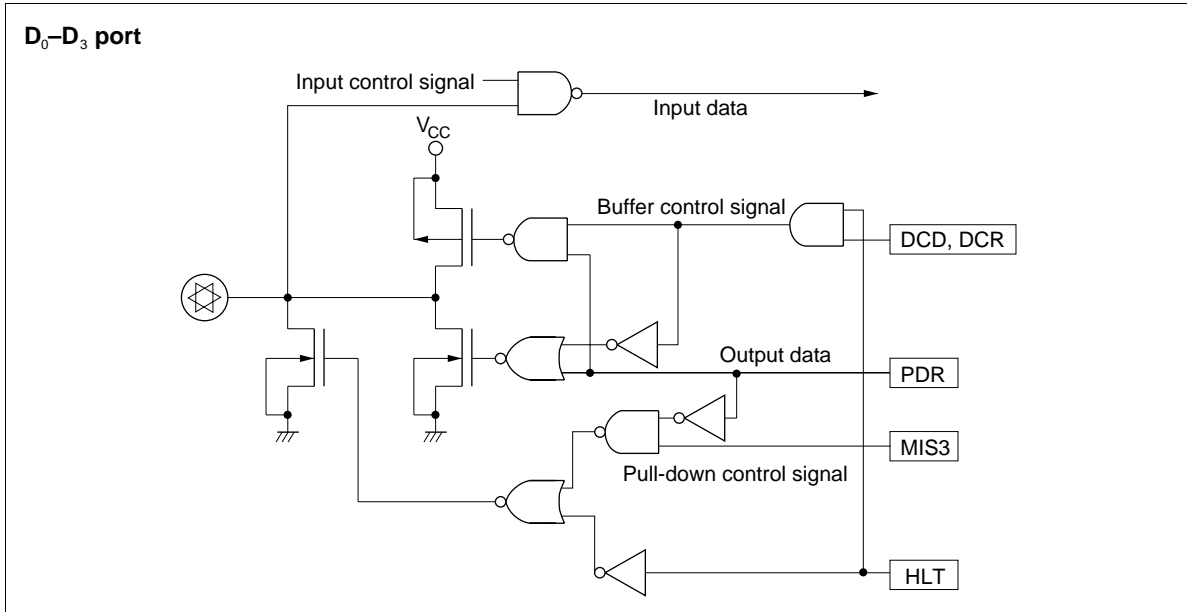 D₀–D₃ port
Input control signal
Input data
V_CC
Buffer control signal
DCD, DCR
Output data
PDR
MIS3
Pull-down control signal
HLT